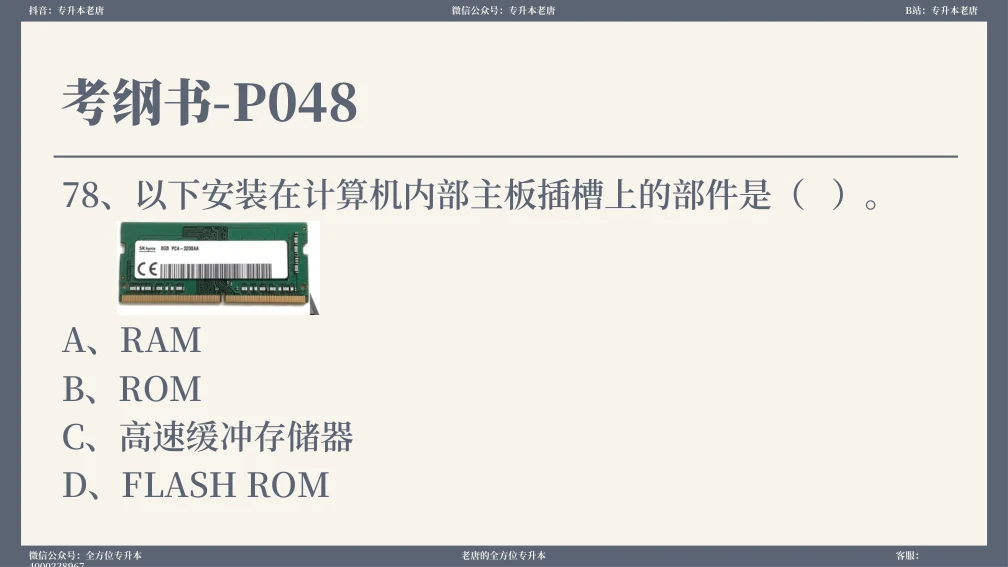 抖音：专升本老唐
微信公众号：专升本老唐
B站：专升本老唐
考纲书-P048
78、以下安装在计算机内部主板插槽上的部件是（ ）。
SK hynix 8GB PC4-3200AA
CE
A、RAM
B、ROM
C、高速缓冲存储器
D、FLASH ROM
微信公众号：全方位专升本
老唐的全方位专升本
客服：
4000238967